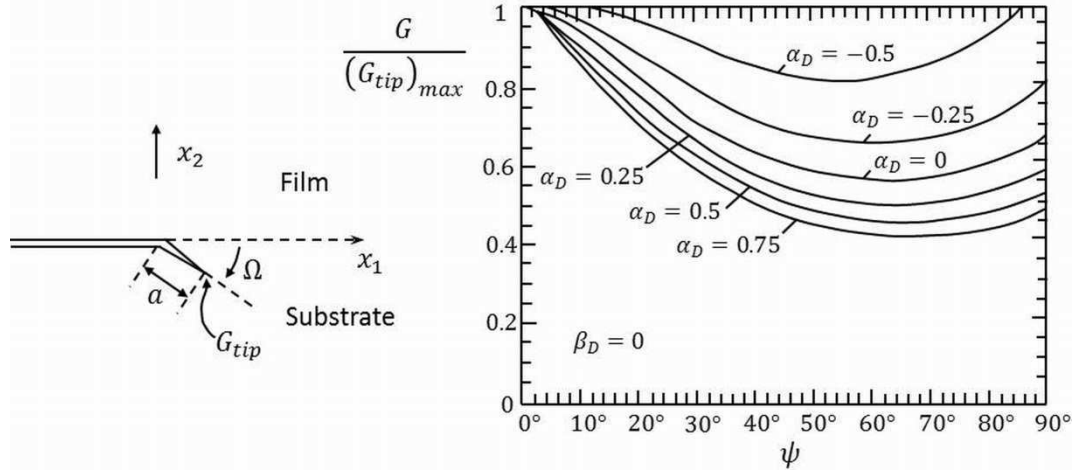 x₂
Film
x₁
Ω
a
Substrate
G_tip
G
(G_tip)_max
1
0.8
0.6
0.4
0.2
0
α_D = −0.5
α_D = −0.25
α_D = 0
α_D = 0.25
α_D = 0.5
α_D = 0.75
β_D = 0
0° 10° 20° 30° 40° 50° 60° 70° 80° 90°
ψ